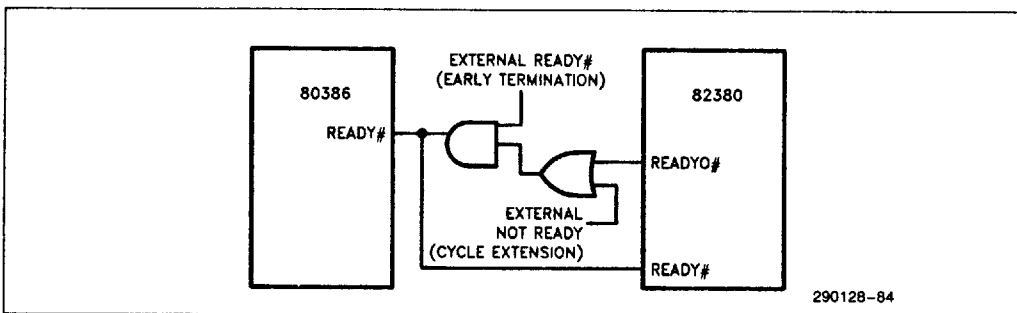 EXTERNAL READY#
(EARLY TERMINATION)
80386
82380
READY#
READYO#
EXTERNAL
NOT READY
(CYCLE EXTENSION)
READY#
290128-84